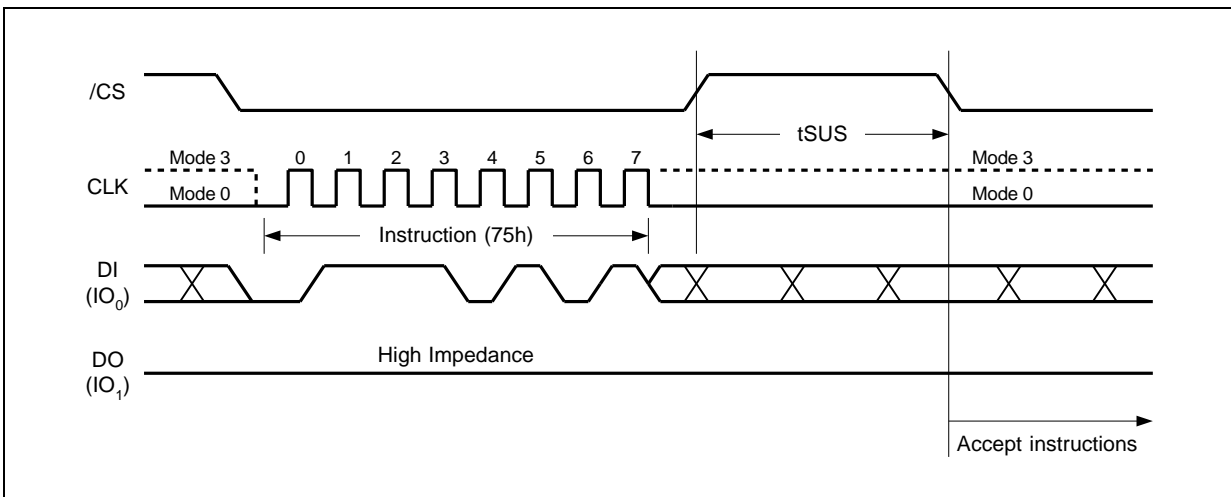 /CS
tSUS
Mode 3 0 1 2 3 4 5 6 7 Mode 3
CLK
Mode 0 Mode 0
Instruction (75h)
DI
(IO0)
High Impedance
DO
(IO1)
Accept instructions